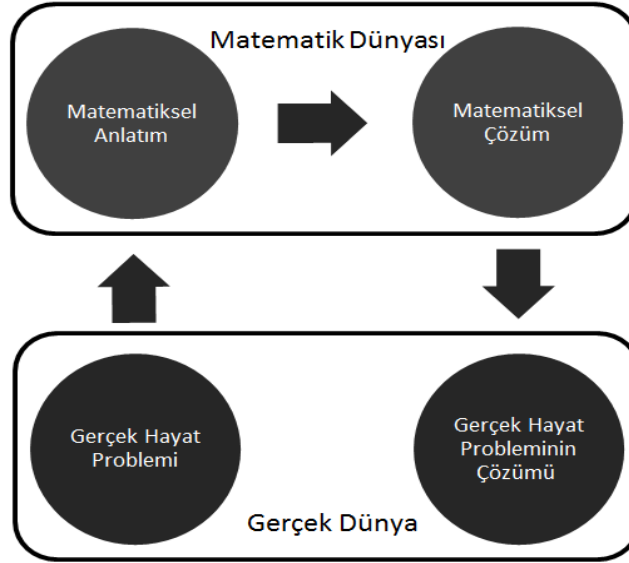 Matematik Dünyası
Matematiksel
Anlatım
Matematiksel
Çözüm
Gerçek Hayat
Problemi
Gerçek Hayat
Probleminin
Çözümü
Gerçek Dünya